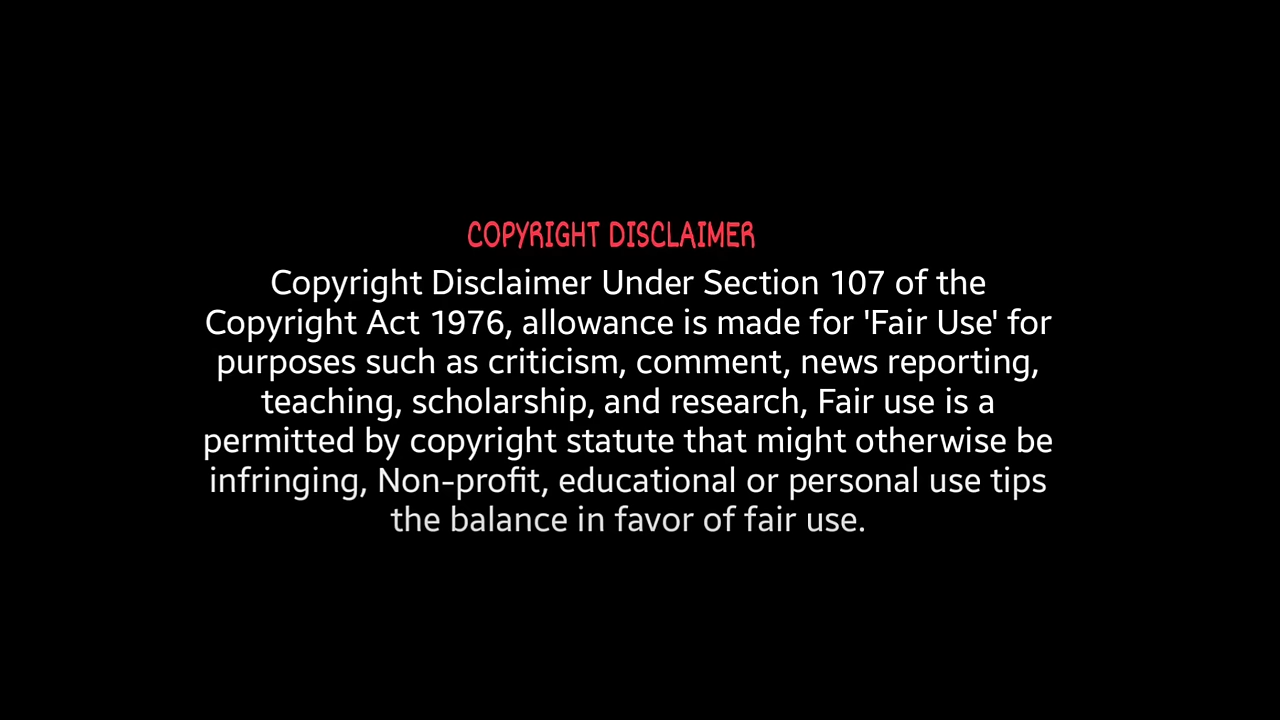 COPYRIGHT DISCLAIMER
Copyright Disclaimer Under Section 107 of the
Copyright Act 1976, allowance is made for 'Fair Use' for
purposes such as criticism, comment, news reporting,
teaching, scholarship, and research, Fair use is a
permitted by copyright statute that might otherwise be
infringing, Non-profit, educational or personal use tips
the balance in favor of fair use.